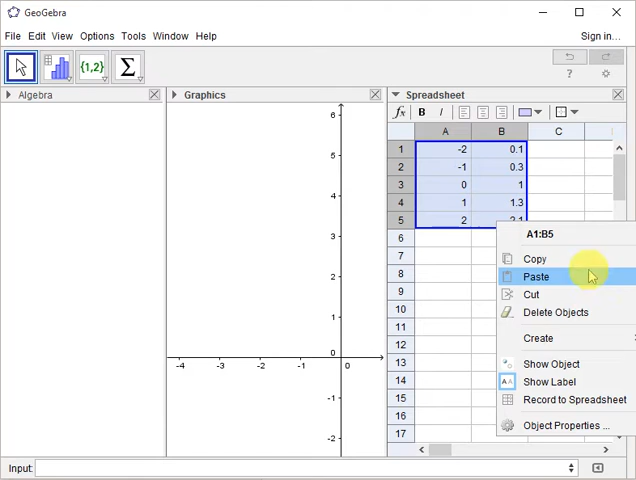 GeoGebra
File Edit View Options Tools Window Help Sign in...
{1,2} Σ ?
Algebra Graphics Spreadsheet
fx B I
A B C
1 -2 0.1
2 -1 0.3
3 0 1
4 1 1.3
5 2 2.1
6
7
8
9
10
11
12
13
14
15
16
17
A1:B5
Copy
Paste
Cut
Delete Objects
Create
Show Object
AA Show Label
Record to Spreadsheet
Object Properties ...
6
5
4
3
2
1
0
-4 -3 -2 -1 0
-1
-2
Input: